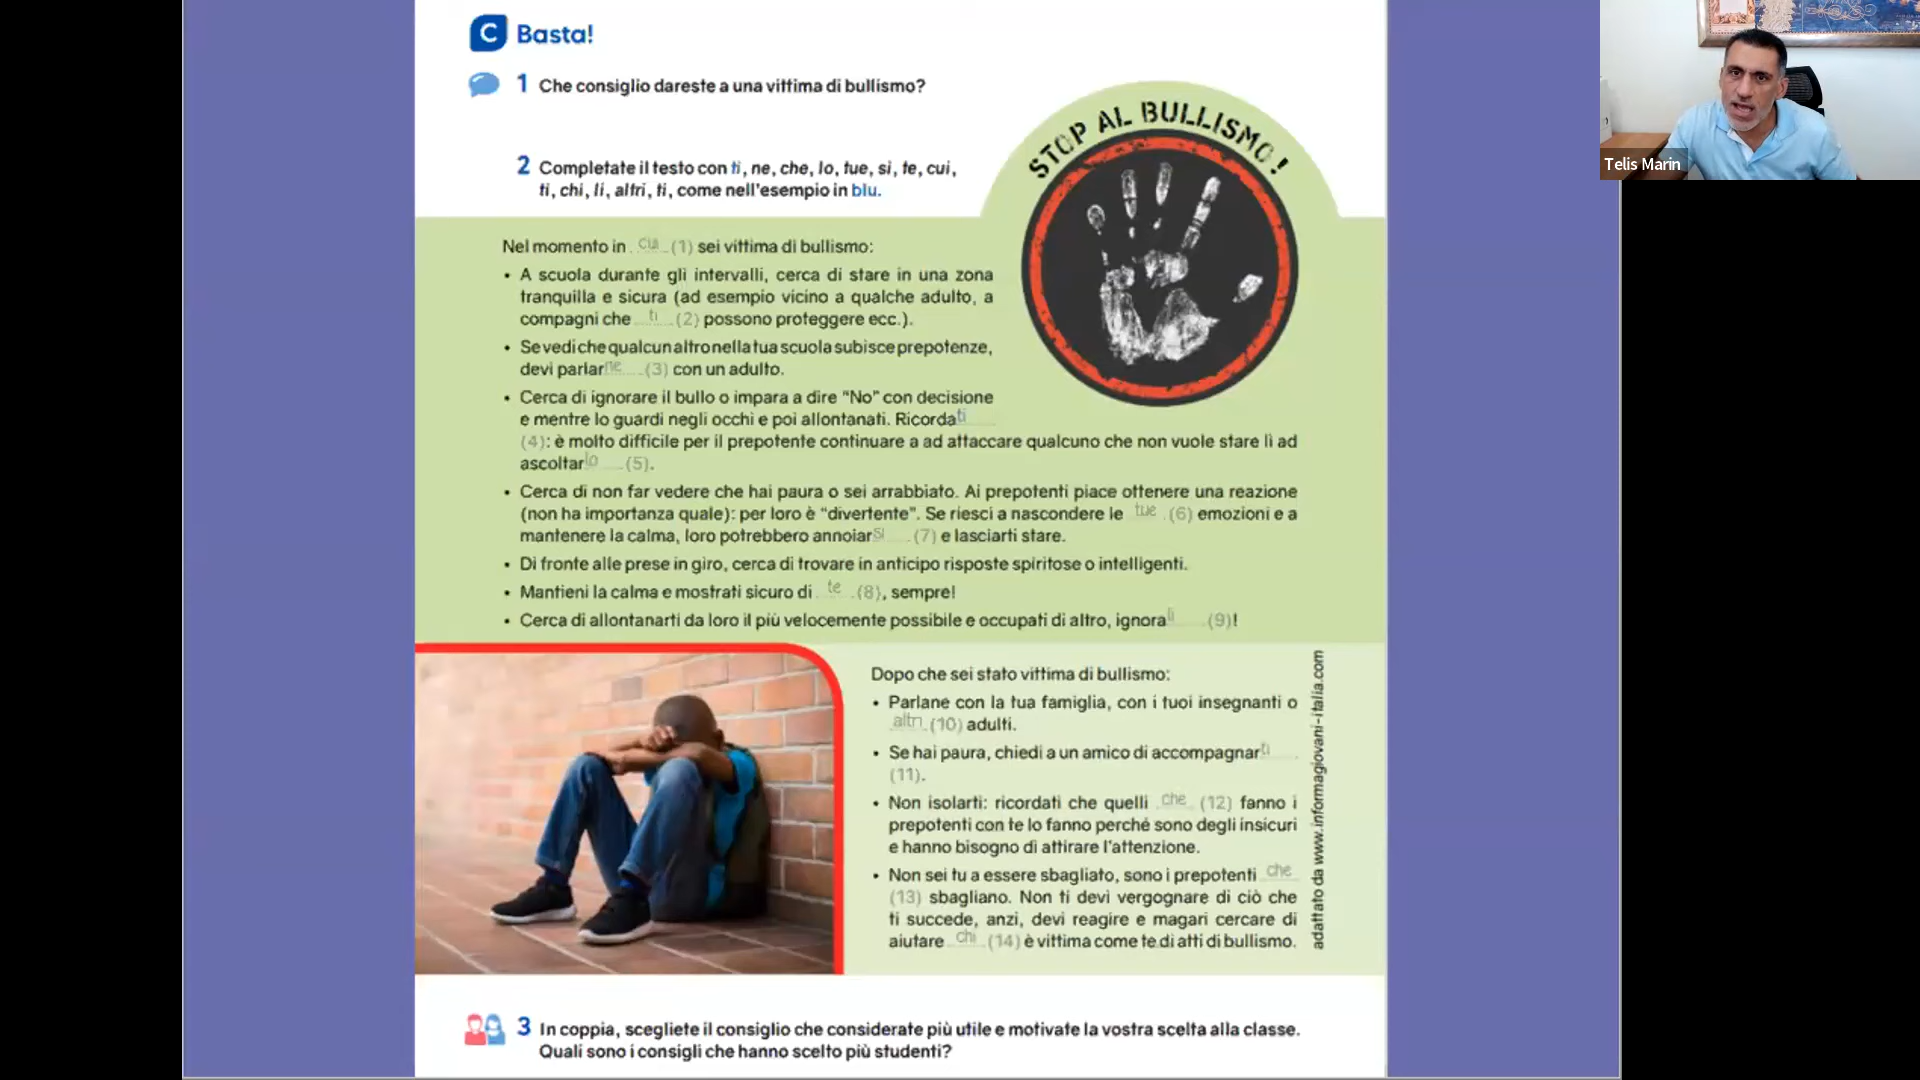 C Basta!
1 Che consiglio dareste a una vittima di bullismo?
STOP AL BULLISMO!
2 Completate il testo con ti, ne, che, lo, tue, si, te, cui,
ti, chi, li, altri, ti, come nell'esempio in blu.
Nel momento in cui (1) sei vittima di bullismo:
• A scuola durante gli intervalli, cerca di stare in una zona
tranquilla e sicura (ad esempio vicino a qualche adulto, a
compagni che ti (2) possono proteggere ecc.).
• Se vedi che qualcun altro nella tua scuola subisce prepotenze,
devi parlarne (3) con un adulto.
• Cerca di ignorare il bullo o impara a dire "No" con decisione
e mentre lo guardi negli occhi e poi allontanati. Ricordati
(4): è molto difficile per il prepotente continuare a ad attaccare qualcuno che non vuole stare lì ad
ascoltarlo (5).
• Cerca di non far vedere che hai paura o sei arrabbiato. Ai prepotenti piace ottenere una reazione
(non ha importanza quale): per loro è "divertente". Se riesci a nascondere le tue (6) emozioni e a
mantenere la calma, loro potrebbero annoiarsi (7) e lasciarti stare.
• Di fronte alle prese in giro, cerca di trovare in anticipo risposte spiritose o intelligenti.
• Mantieni la calma e mostrati sicuro di te (8), sempre!
• Cerca di allontanarti da loro il più velocemente possibile e occupati di altro, ignorali (9)!
Dopo che sei stato vittima di bullismo:
• Parlane con la tua famiglia, con i tuoi insegnanti o
altri (10) adulti.
• Se hai paura, chiedi a un amico di accompagnarti
(11).
• Non isolarti: ricordati che quelli che (12) fanno i
prepotenti con te lo fanno perché sono degli insicuri
e hanno bisogno di attirare l'attenzione.
• Non sei tu a essere sbagliato, sono i prepotenti che
(13) sbagliano. Non ti devi vergognare di ciò che
ti succede, anzi, devi reagire e magari cercare di
aiutare chi (14) è vittima come te di atti di bullismo.
adattato da www.informagiovani-italia.com
3 In coppia, scegliete il consiglio che considerate più utile e motivate la vostra scelta alla classe.
Quali sono i consigli che hanno scelto più studenti?
Telis Marin